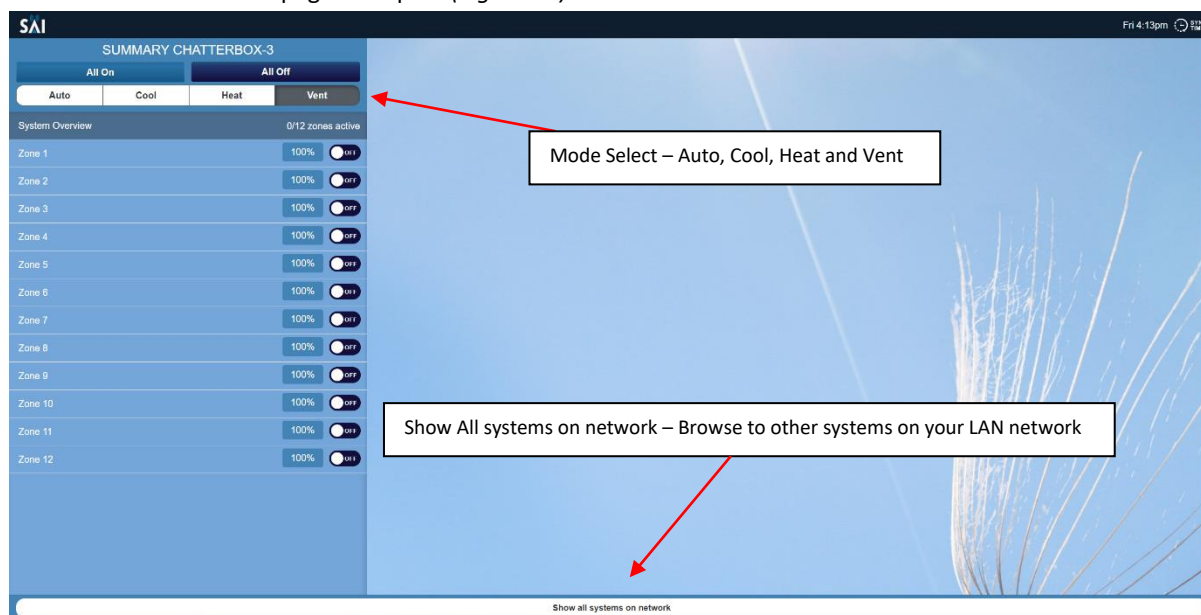 SAI
Fri 4:13pm
SUMMARY CHATTERBOX-3
All On All Off
Auto Cool Heat Vent
System Overview 0/12 zones active
Mode Select – Auto, Cool, Heat and Vent
Zone 1 100% OFF
Zone 2 100% OFF
Zone 3 100% OFF
Zone 4 100% OFF
Zone 5 100% OFF
Zone 6 100% OFF
Zone 7 100% OFF
Zone 8 100% OFF
Zone 9 100% OFF
Zone 10 100% OFF
Zone 11 100% OFF
Zone 12 100% OFF
Show All systems on network – Browse to other systems on your LAN network
Show all systems on network